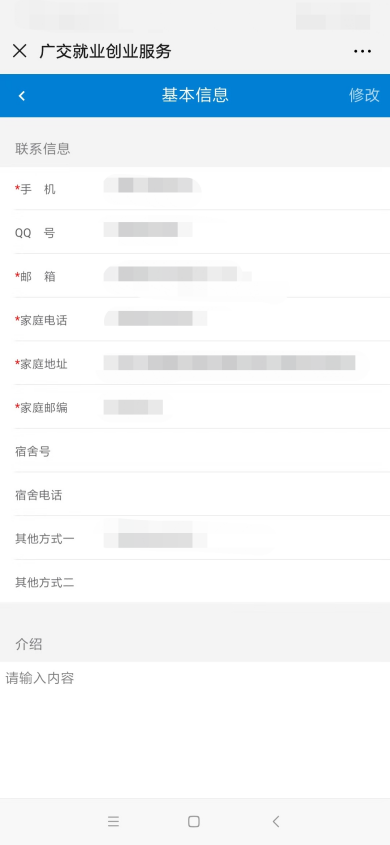 广交就业创业服务
基本信息 修改
联系信息
*手 机
QQ 号
*邮 箱
*家庭电话
*家庭地址
*家庭邮编
宿舍号
宿舍电话
其他方式一
其他方式二
介绍
请输入内容